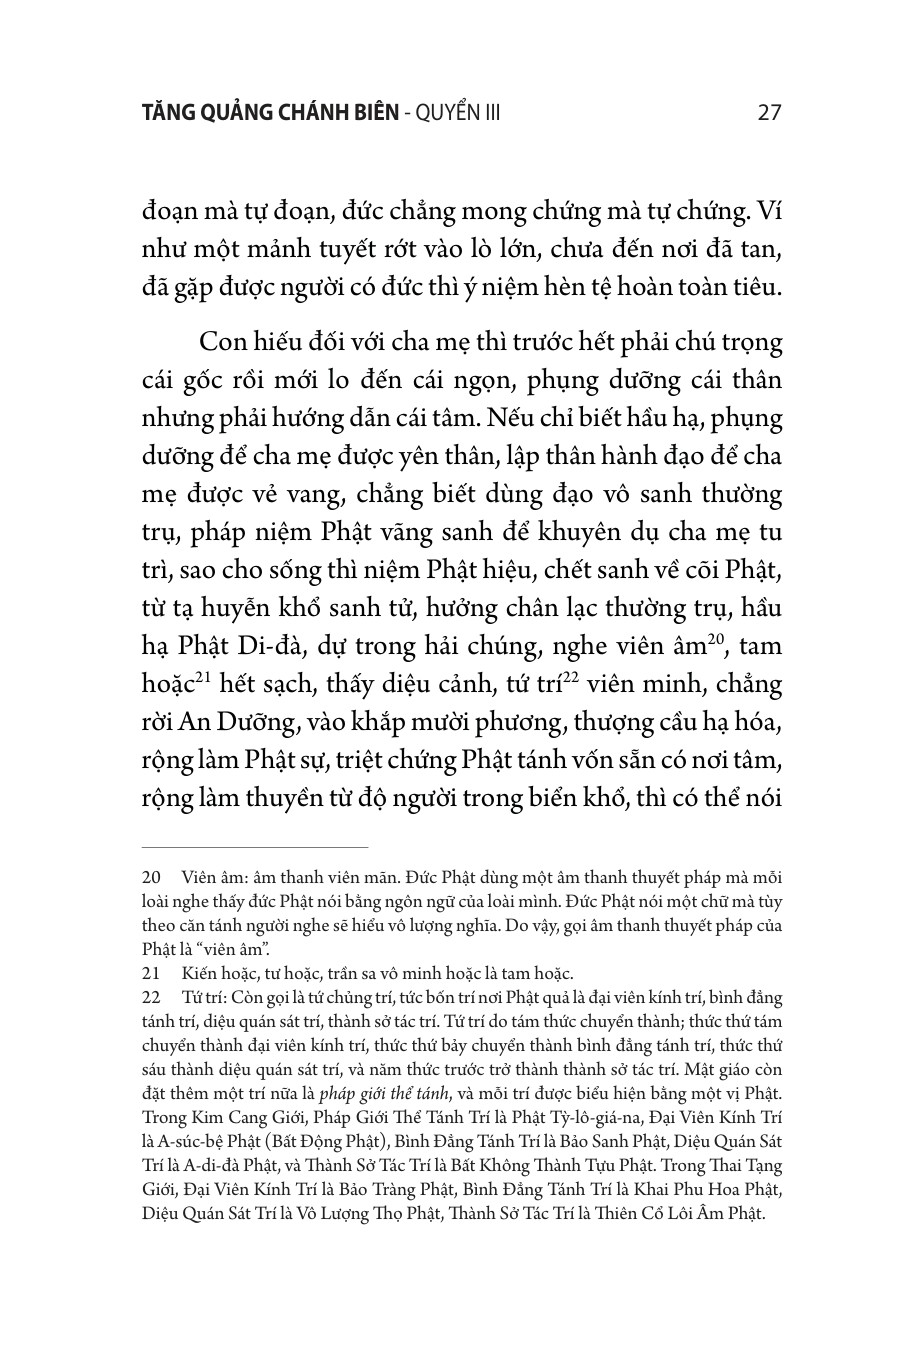 TĂNG QUẢNG CHÁNH BIÊN - QUYỂN III 27
đoạn mà tự đoạn, đức chẳng mong chứng mà tự chứng. Ví
như một mảnh tuyết rớt vào lò lớn, chưa đến nơi đã tan,
đã gặp được người có đức thì ý niệm hèn tệ hoàn toàn tiêu.
Con hiếu đối với cha mẹ thì trước hết phải chú trọng
cái gốc rồi mới lo đến cái ngọn, phụng dưỡng cái thân
nhưng phải hướng dẫn cái tâm. Nếu chỉ biết hầu hạ, phụng
dưỡng để cha mẹ được yên thân, lập thân hành đạo để cha
mẹ được vẻ vang, chẳng biết dùng đạo vô sanh thường
trụ, pháp niệm Phật vãng sanh để khuyên dụ cha mẹ tu
trì, sao cho sống thì niệm Phật hiệu, chết sanh về cõi Phật,
từ tạ huyễn khổ sanh tử, hưởng chân lạc thường trụ, hầu
hạ Phật Di-đà, dự trong hải chúng, nghe viên âm20, tam
hoặc21 hết sạch, thấy diệu cảnh, tứ trí22 viên minh, chẳng
rời An Dưỡng, vào khắp mười phương, thượng cầu hạ hóa,
rộng làm Phật sự, triệt chứng Phật tánh vốn sẵn có nơi tâm,
rộng làm thuyền từ độ người trong biển khổ, thì có thể nói
20 Viên âm: âm thanh viên mãn. Đức Phật dùng một âm thanh thuyết pháp mà mỗi
loài nghe thấy đức Phật nói bằng ngôn ngữ của loài mình. Đức Phật nói một chữ mà tùy
theo căn tánh người nghe sẽ hiểu vô lượng nghĩa. Do vậy, gọi âm thanh thuyết pháp của
Phật là “viên âm”.
21 Kiến hoặc, tư hoặc, trần sa vô minh hoặc là tam hoặc.
22 Tứ trí: Còn gọi là tứ chủng trí, tức bốn trí nơi Phật quả là đại viên kính trí, bình đẳng
tánh trí, diệu quán sát trí, thành sở tác trí. Tứ trí do tám thức chuyển thành; thức thứ tám
chuyển thành đại viên kính trí, thức thứ bảy chuyển thành bình đẳng tánh trí, thức thứ
sáu thành diệu quán sát trí, và năm thức trước trở thành thành sở tác trí. Mật giáo còn
đặt thêm một trí nữa là pháp giới thể tánh, và mỗi trí được biểu hiện bằng một vị Phật.
Trong Kim Cang Giới, Pháp Giới Thể Tánh Trí là Phật Tỳ-lô-giá-na, Đại Viên Kính Trí
là A-súc-bệ Phật (Bất Động Phật), Bình Đẳng Tánh Trí là Bảo Sanh Phật, Diệu Quán Sát
Trí là A-di-đà Phật, và Thành Sở Tác Trí là Bất Không Thành Tựu Phật. Trong Thai Tạng
Giới, Đại Viên Kính Trí là Bảo Tràng Phật, Bình Đẳng Tánh Trí là Khai Phu Hoa Phật,
Diệu Quán Sát Trí là Vô Lượng Thọ Phật, Thành Sở Tác Trí là Thiên Cổ Lôi Âm Phật.